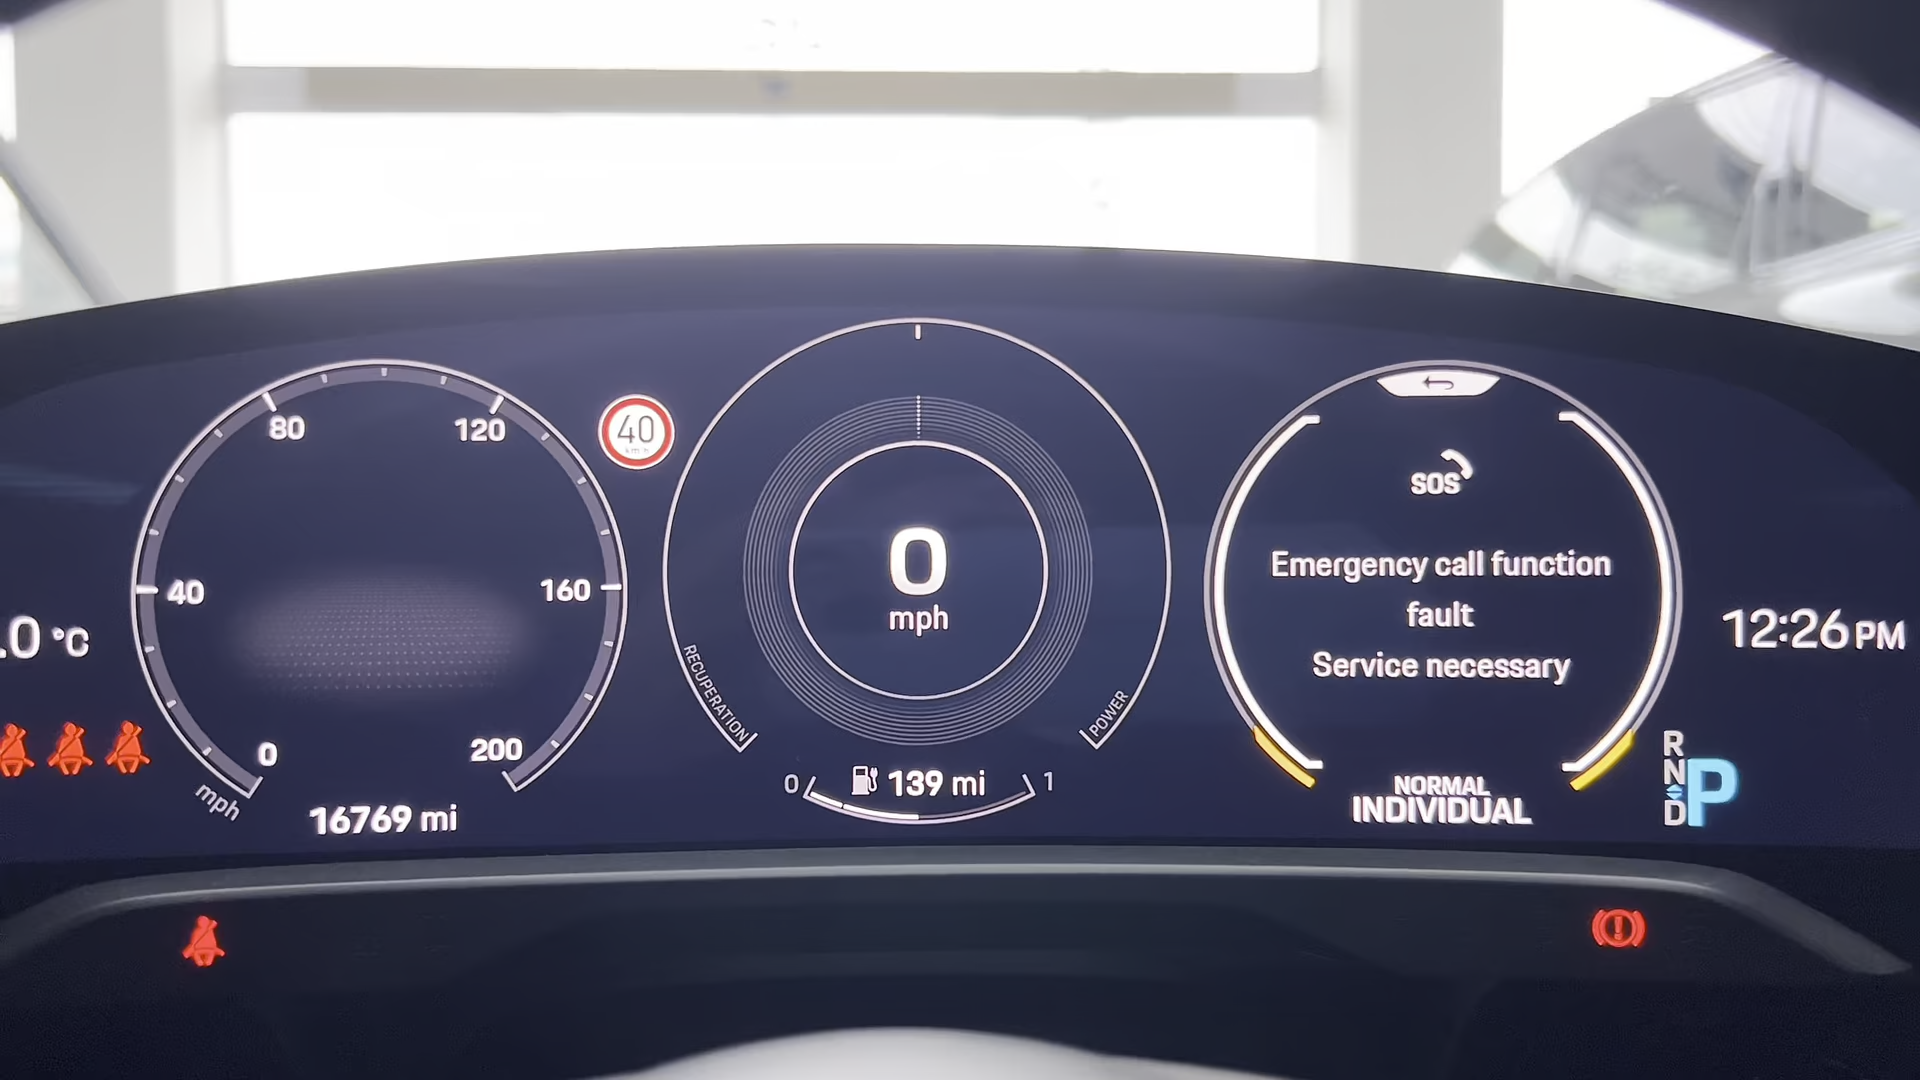 80
120
40
km/h
40
160
.0 °C
0
200
mph
16769 mi
0
mph
RECUPERATION
POWER
0
139 mi
1
SOS
Emergency call function
fault
Service necessary
NORMAL
INDIVIDUAL
12:26 PM
R
N
D
P